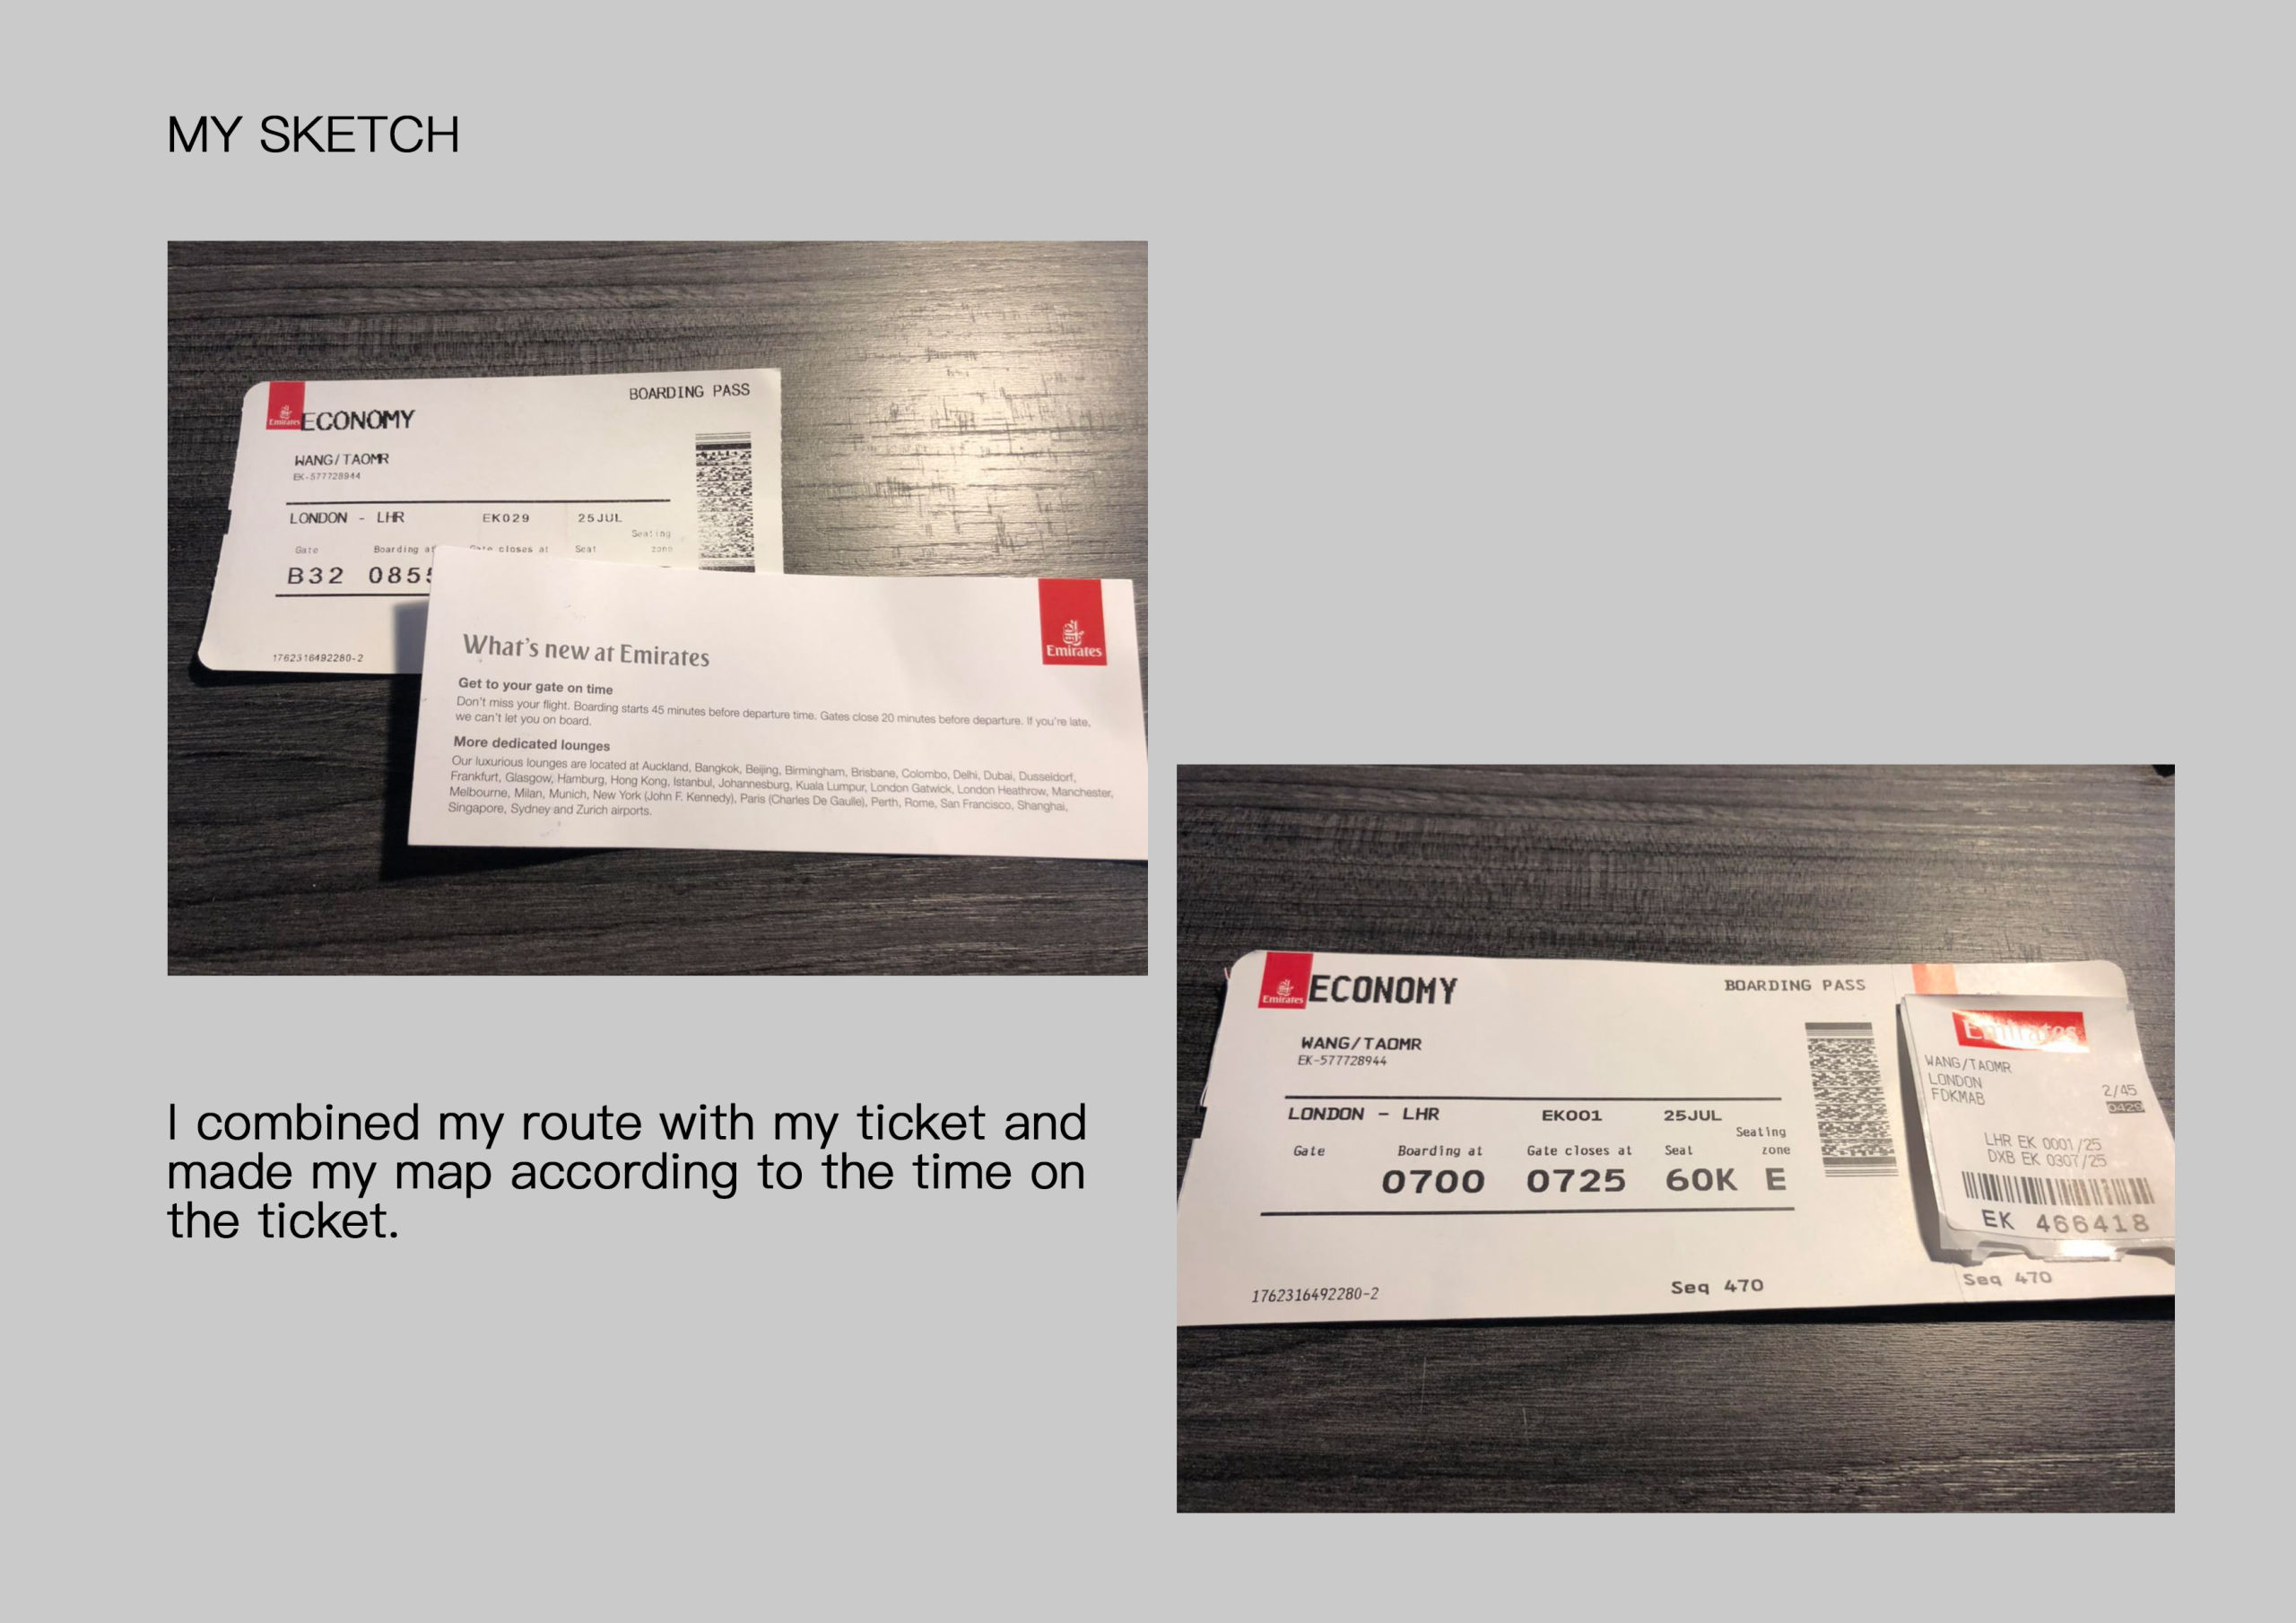 MY SKETCH
Emirates
ECONOMY
BOARDING PASS
WANG/TAOMR
EK-577728944
LONDON - LHR EK029 25JUL
Seating
Gate Boarding at closes at Seat zone
B32 0855
1762316492280-2
What's new at Emirates
Emirates
Get to your gate on time
Don't miss your flight. Boarding starts 45 minutes before departure time. Gates close 20 minutes before departure. If you're late,
we can't let you on board.
More dedicated lounges
Our luxurious lounges are located at Auckland, Bangkok, Beijing, Birmingham, Brisbane, Colombo, Delhi, Dubai, Dusseldorf,
Frankfurt, Glasgow, Hamburg, Hong Kong, Istanbul, Johannesburg, Kuala Lumpur, London Gatwick, London Heathrow, Manchester,
Melbourne, Milan, Munich, New York (John F. Kennedy), Paris (Charles De Gaulle), Perth, Rome, San Francisco, Shanghai,
Singapore, Sydney and Zurich airports.
I combined my route with my ticket and
made my map according to the time on
the ticket.
Emirates
ECONOMY
BOARDING PASS
WANG/TAOMR
EK-577728944
LONDON - LHR EK001 25JUL
Seating
Gate Boarding at Gate closes at Seat zone
0700 0725 60K E
1762316492280-2
Seq 470
Emirates
WANG/TAOMR
LONDON 2/45
FDKMAB 0429
LHR EK 0001/25
DXB EK 0307/25
EK 466418
Seq 470